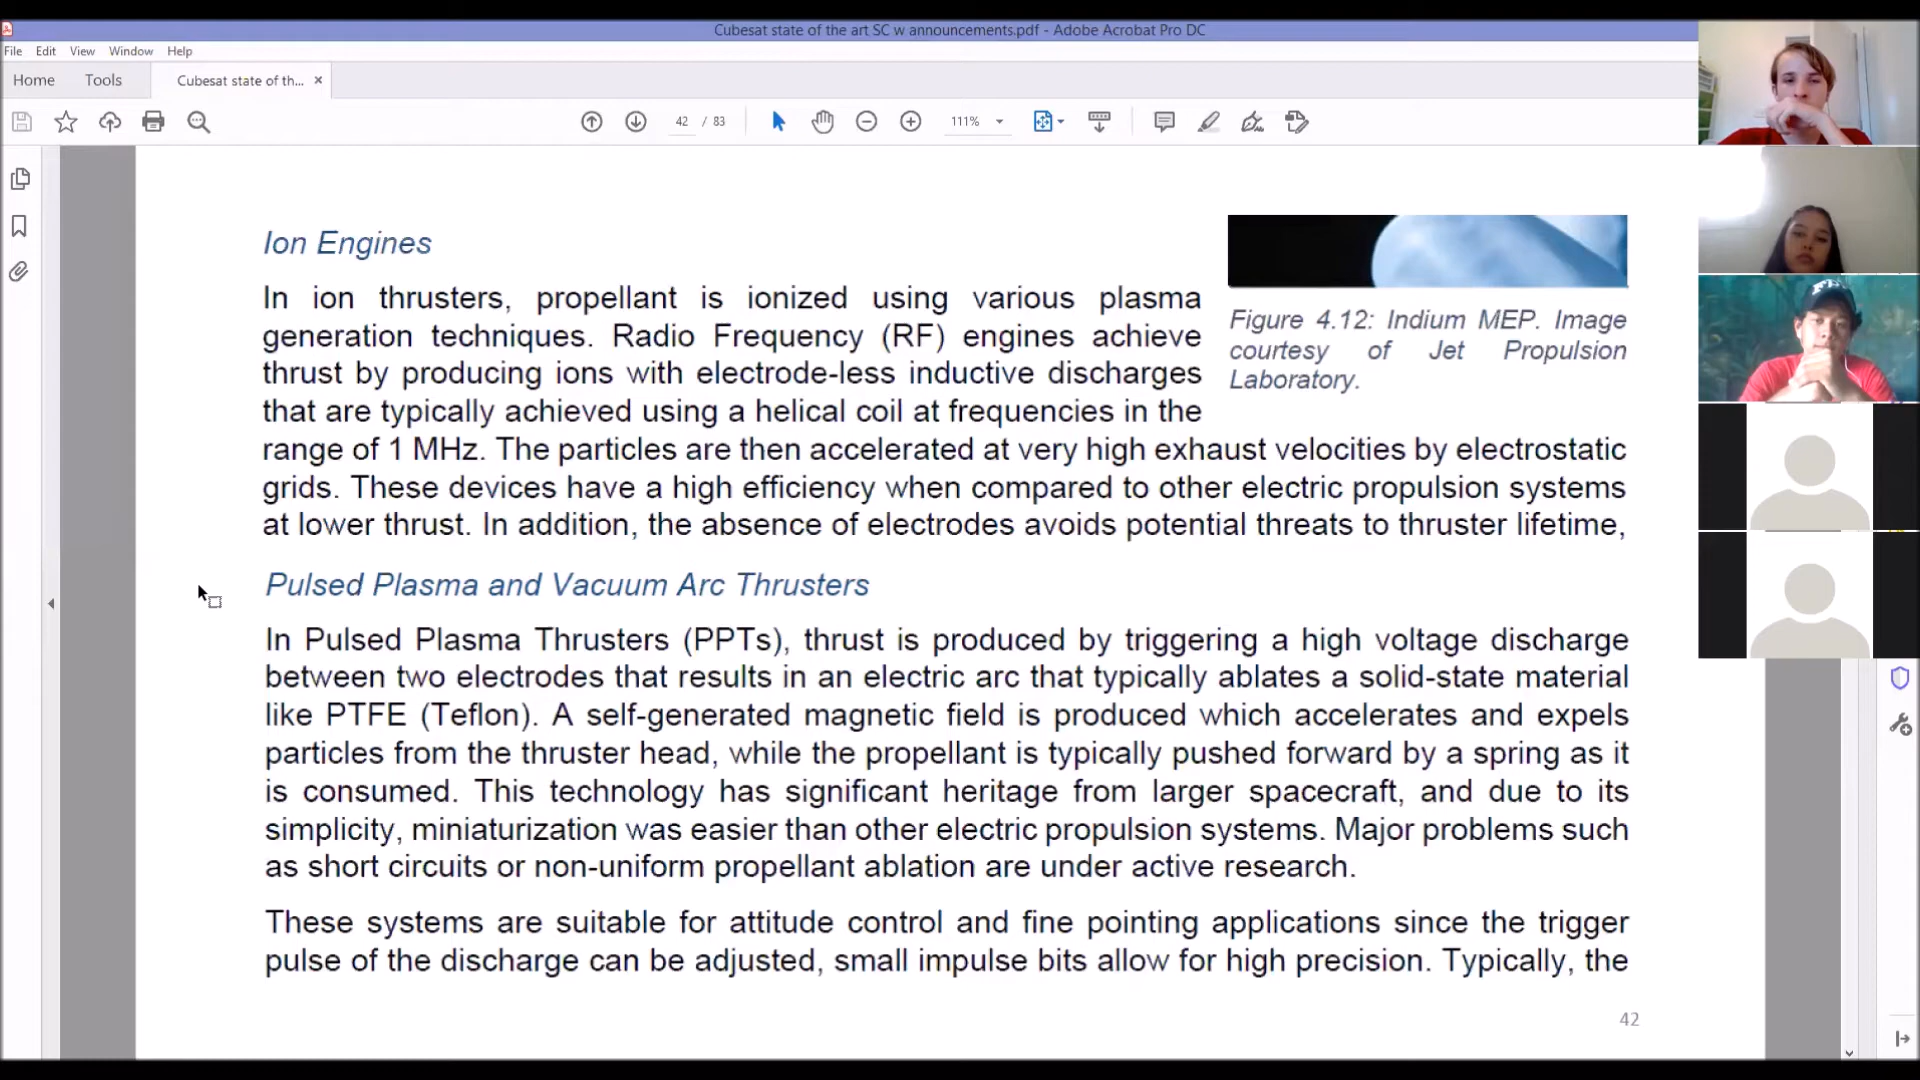 Cubesat state of the art SC w announcements.pdf - Adobe Acrobat Pro DC
File Edit View Window Help
Home Tools Cubesat state of th... ×
42 / 83 111%
Ion Engines
In ion thrusters, propellant is ionized using various plasma
generation techniques. Radio Frequency (RF) engines achieve
thrust by producing ions with electrode-less inductive discharges
that are typically achieved using a helical coil at frequencies in the
range of 1 MHz. The particles are then accelerated at very high exhaust velocities by electrostatic
grids. These devices have a high efficiency when compared to other electric propulsion systems
at lower thrust. In addition, the absence of electrodes avoids potential threats to thruster lifetime,
Figure 4.12: Indium MEP. Image
courtesy of Jet Propulsion
Laboratory.
Pulsed Plasma and Vacuum Arc Thrusters
In Pulsed Plasma Thrusters (PPTs), thrust is produced by triggering a high voltage discharge
between two electrodes that results in an electric arc that typically ablates a solid-state material
like PTFE (Teflon). A self-generated magnetic field is produced which accelerates and expels
particles from the thruster head, while the propellant is typically pushed forward by a spring as it
is consumed. This technology has significant heritage from larger spacecraft, and due to its
simplicity, miniaturization was easier than other electric propulsion systems. Major problems such
as short circuits or non-uniform propellant ablation are under active research.
These systems are suitable for attitude control and fine pointing applications since the trigger
pulse of the discharge can be adjusted, small impulse bits allow for high precision. Typically, the
42